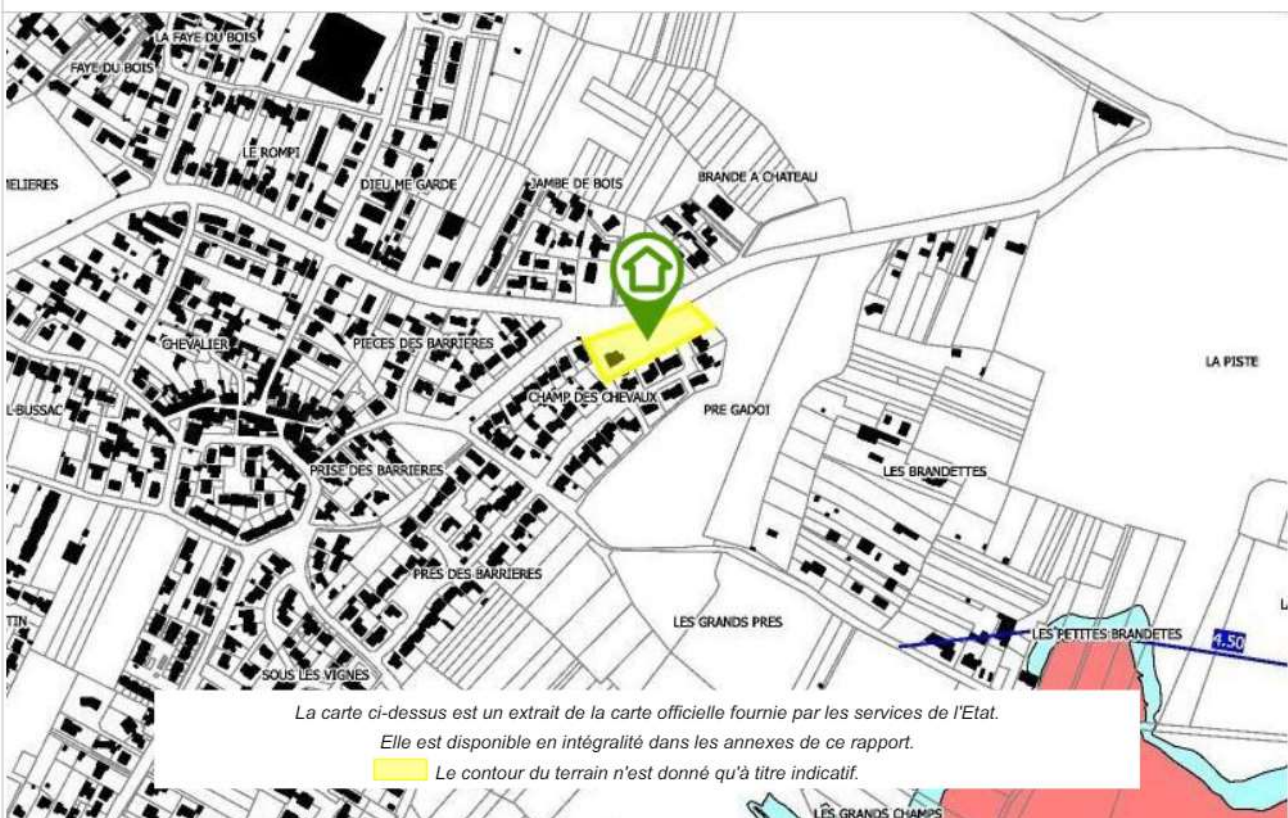 LA FAYE DU BOIS
FAYE DU BOIS
LE ROMPI
DIEU ME GARDE
JAMBE DE BOIS
BRANDE A CHATEAU
MELIERES
CHEVALIER
PIECES DES BARRIERES
LA PISTE
L BUSSAC
CHAMP DES CHEVAUX
PRE GADOI
PRISE DES BARRIERES
LES BRANDETTES
PRES DES BARRIERES
TIN
LES GRANDS PRES
LES PETITES BRANDETES
4.50
SOUS LES VIGNES
La carte ci-dessus est un extrait de la carte officielle fournie par les services de l'Etat.
Elle est disponible en intégralité dans les annexes de ce rapport.
Le contour du terrain n'est donné qu'à titre indicatif.
LES GRANDS CHAMPS